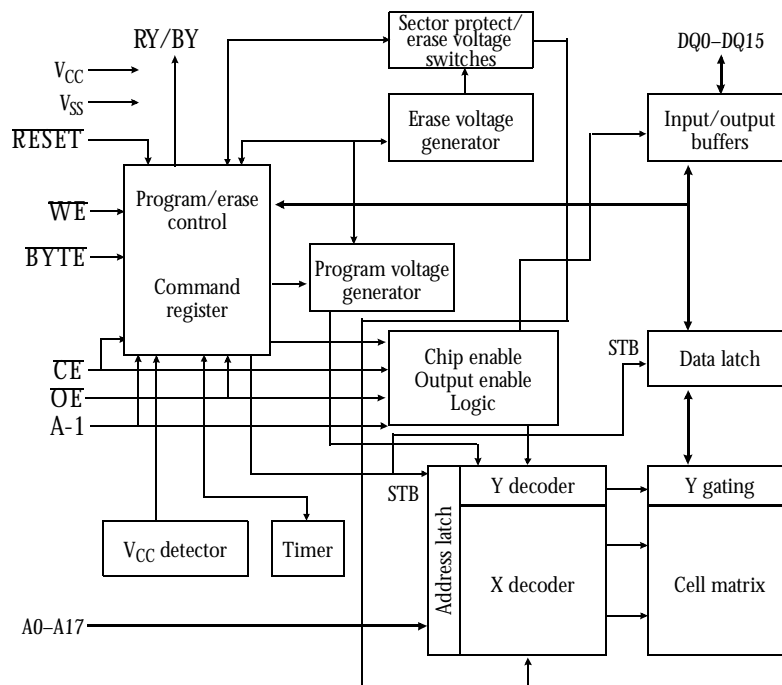 RY/BY
Sector protect/
erase voltage
switches
DQ0–DQ15
VCC
VSS
RESET
Erase voltage
generator
Input/output
buffers
WE
BYTE
Program/erase
control
Command
register
Program voltage
generator
CE
OE
A-1
Chip enable
Output enable
Logic
STB
Data latch
STB
Address latch
Y decoder
Y gating
VCC detector
Timer
X decoder
Cell matrix
A0–A17